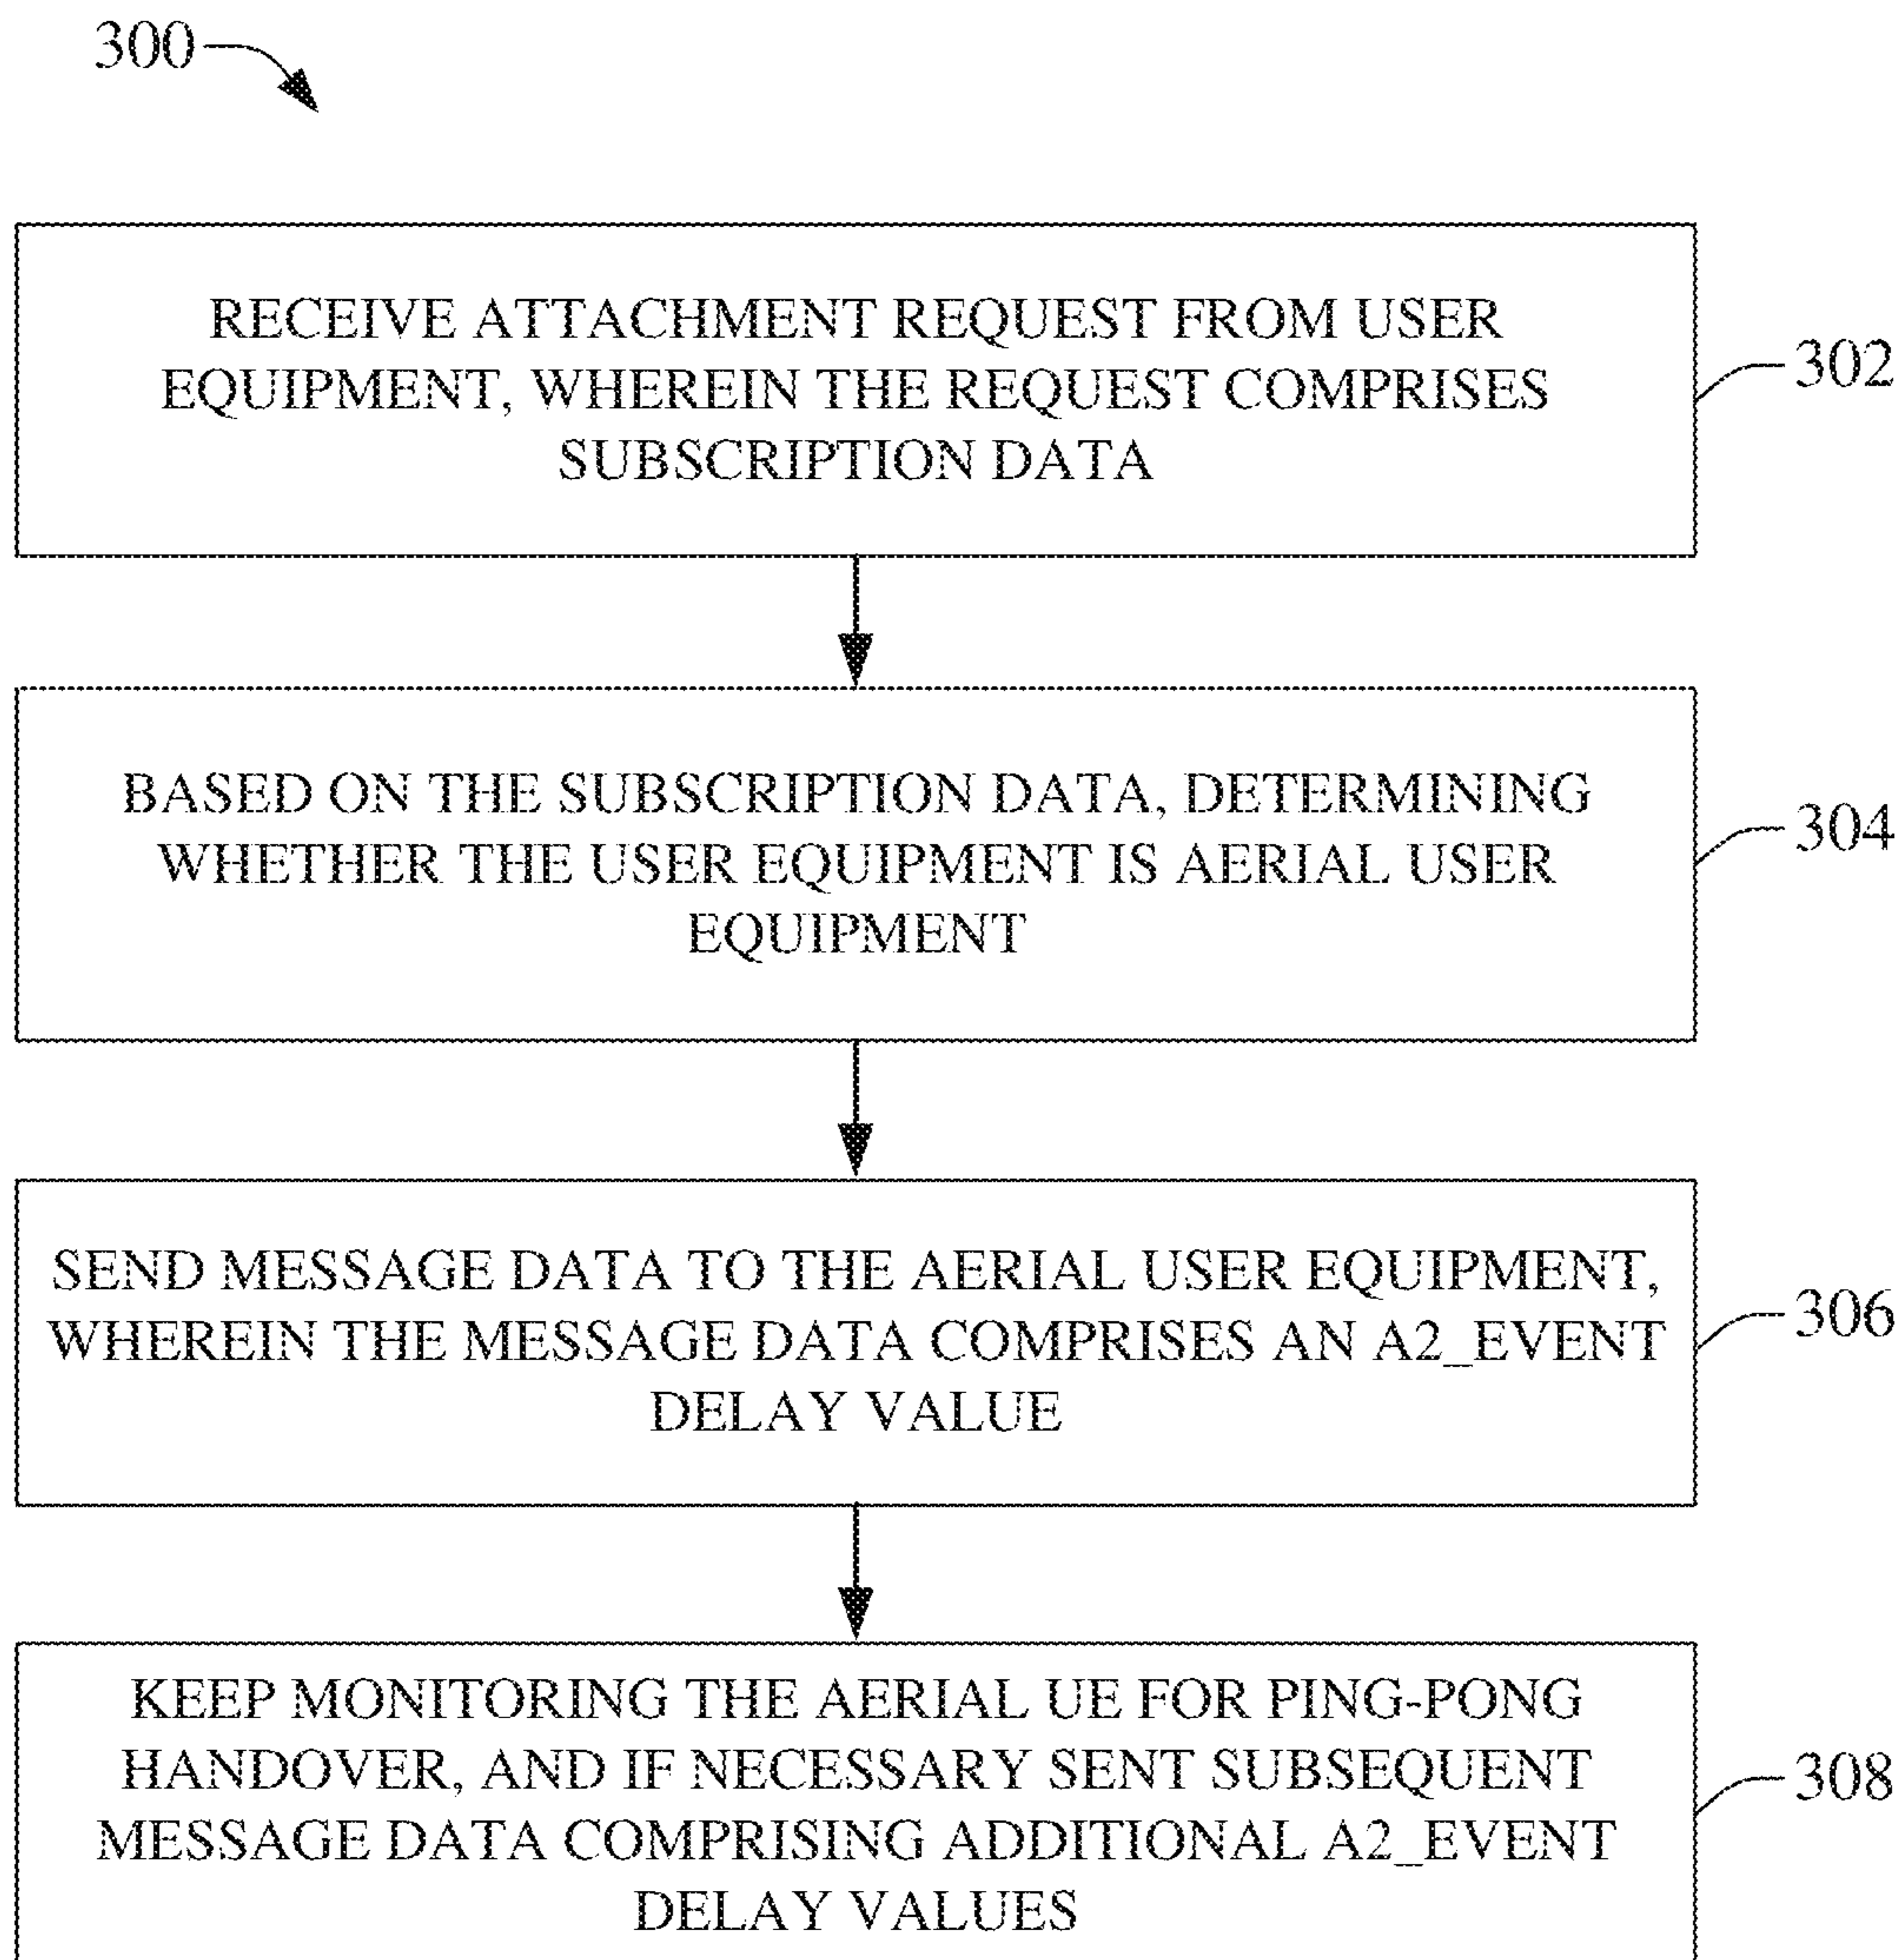 300
RECEIVE ATTACHMENT REQUEST FROM USER
EQUIPMENT, WHEREIN THE REQUEST COMPRISES
SUBSCRIPTION DATA
302
BASED ON THE SUBSCRIPTION DATA, DETERMINING
WHETHER THE USER EQUIPMENT IS AERIAL USER
EQUIPMENT
304
SEND MESSAGE DATA TO THE AERIAL USER EQUIPMENT,
WHEREIN THE MESSAGE DATA COMPRISES AN A2_EVENT
DELAY VALUE
306
KEEP MONITORING THE AERIAL UE FOR PING-PONG
HANDOVER, AND IF NECESSARY SENT SUBSEQUENT
MESSAGE DATA COMPRISING ADDITIONAL A2_EVENT
DELAY VALUES
308